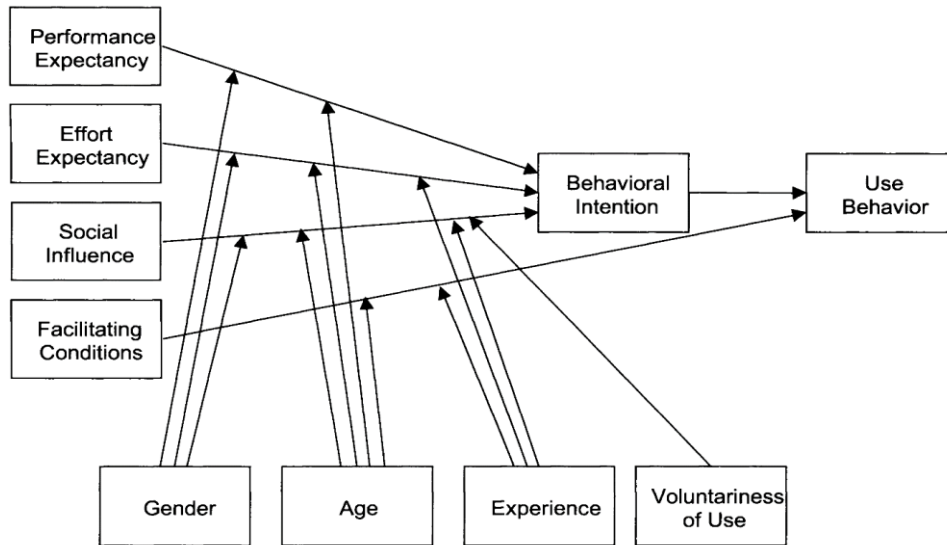 Performance
Expectancy
Effort
Expectancy
Social
Influence
Facilitating
Conditions
Behavioral
Intention
Use
Behavior
Gender
Age
Experience
Voluntariness
of Use